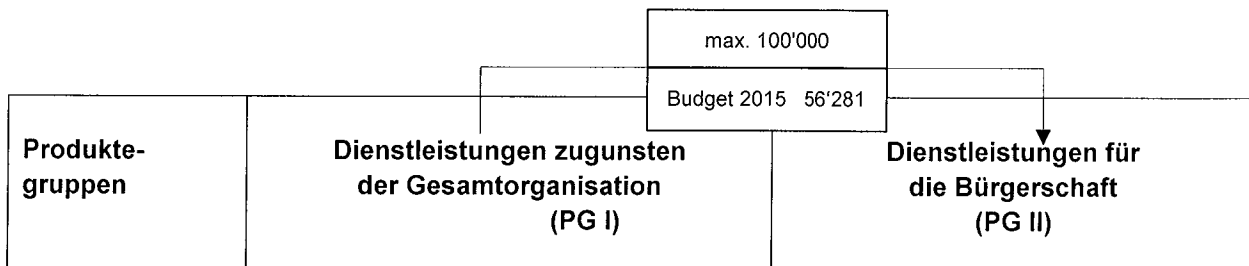 max. 100'000
Budget 2015 56'281
Produkte-
gruppen
Dienstleistungen zugunsten
der Gesamtorganisation
(PG I)
Dienstleistungen für
die Bürgerschaft
(PG II)